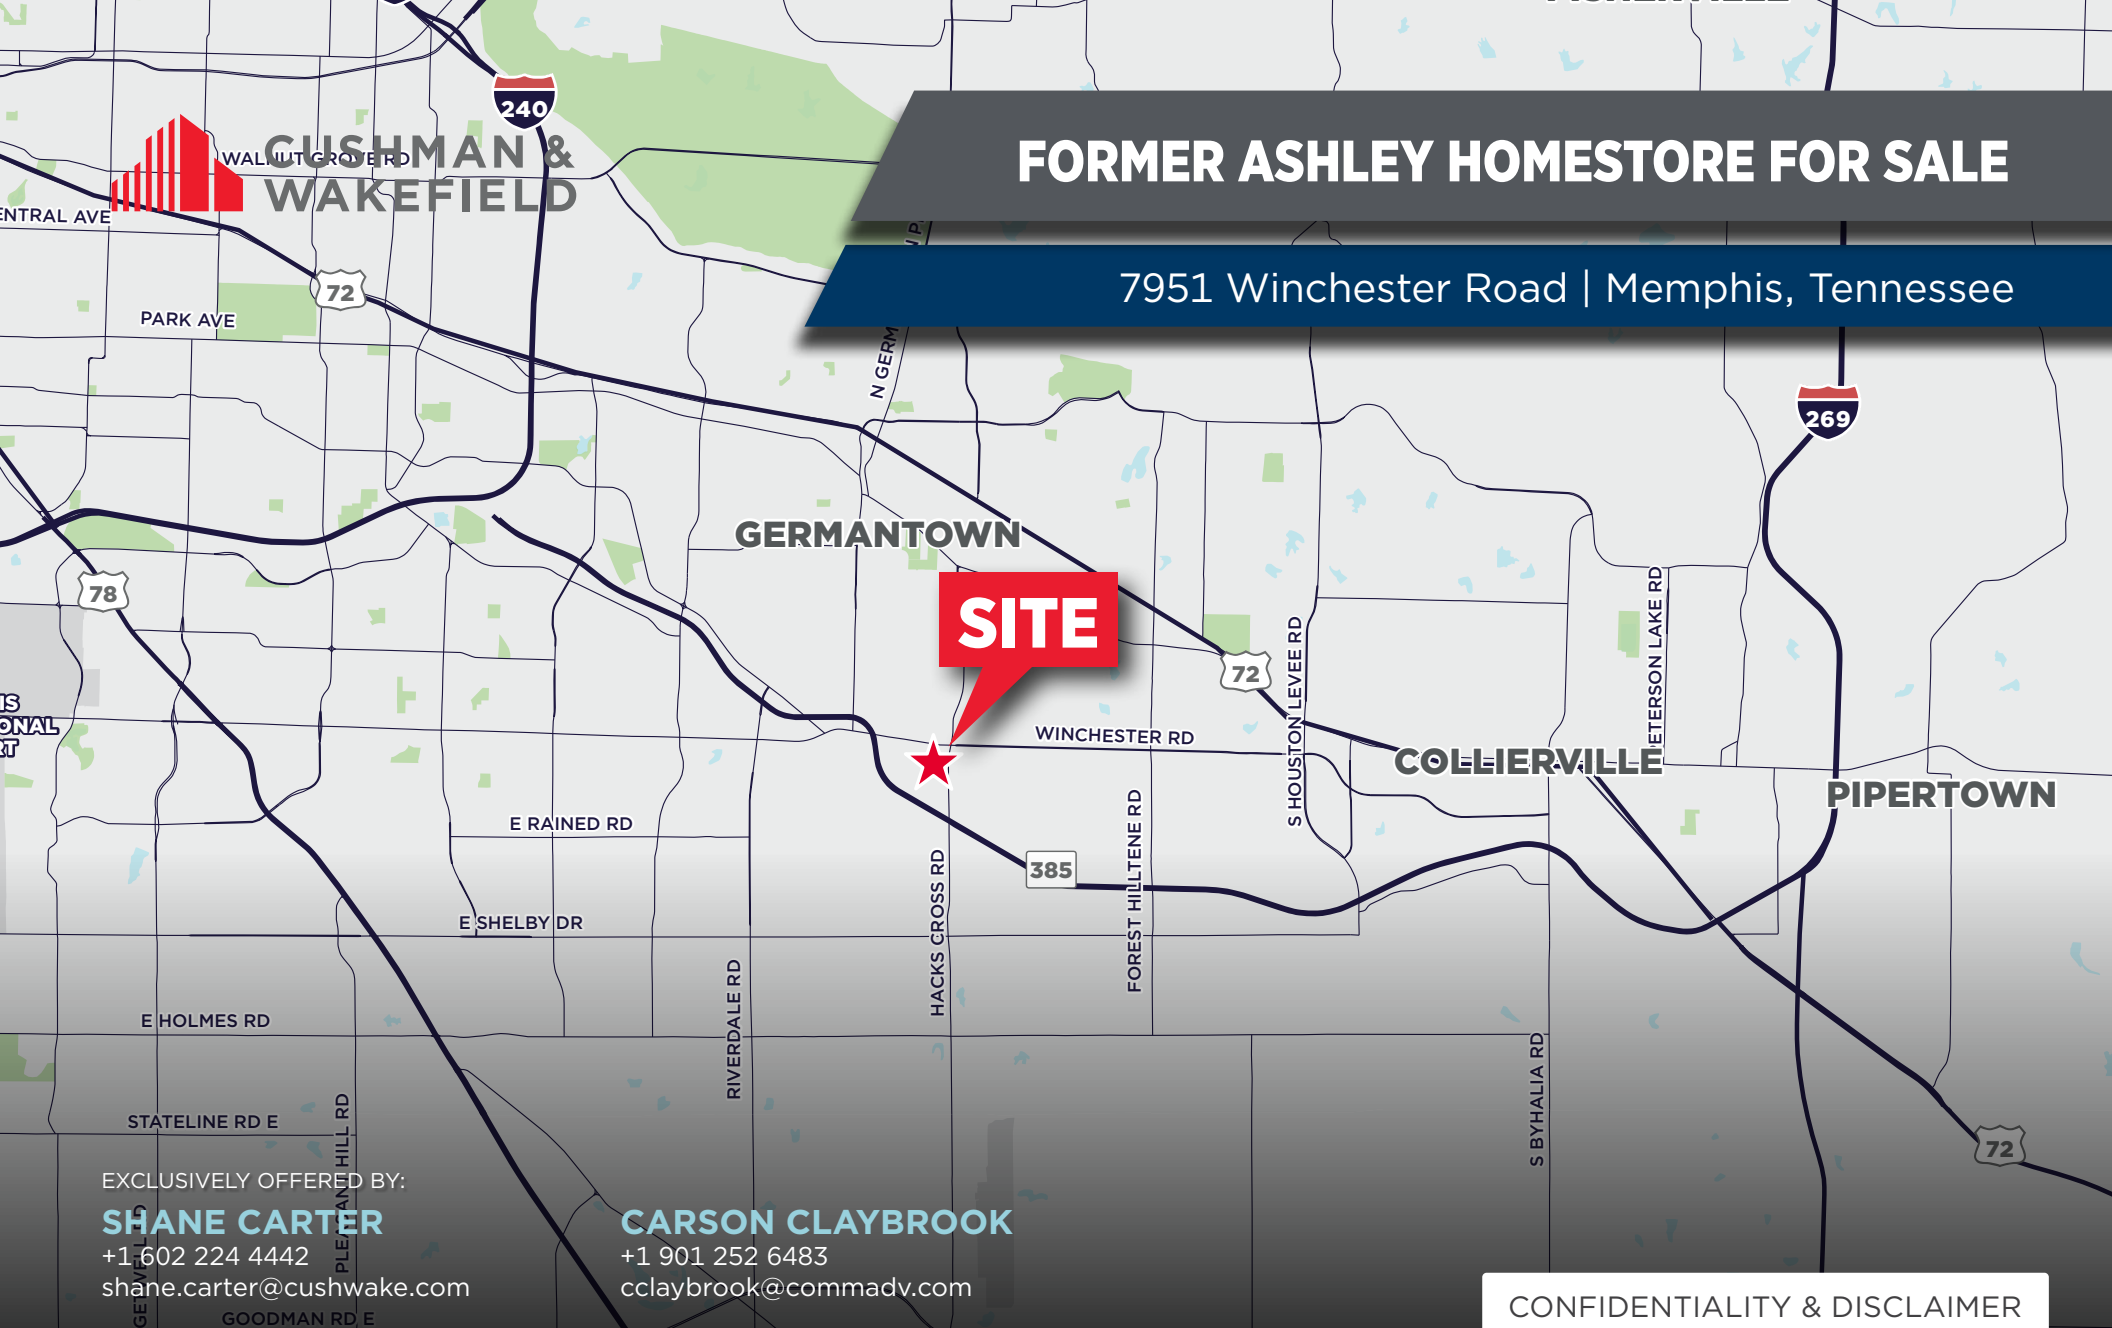 240
CUSHMAN &
WAKEFIELD
WALNUT GROVE RD
FORMER ASHLEY HOMESTORE FOR SALE
7951 Winchester Road | Memphis, Tennessee
72
PARK AVE
N GERM
269
GERMANTOWN
78
SITE
72
S HOUSTON LEVEE RD
PETERSON LAKE RD
WINCHESTER RD
COLLIERVILLE
PIPERTOWN
E RAINED RD
385
HACKS CROSS RD
FOREST HILLTENE RD
E SHELBY DR
RIVERDALE RD
E HOLMES RD
S BYHALIA RD
STATELINE RD E
PLEASANT HILL RD
72
EXCLUSIVELY OFFERED BY:
SHANE CARTER
+1 602 224 4442
shane.carter@cushwake.com
CARSON CLAYBROOK
+1 901 252 6483
cclaybrook@commadv.com
GOODMAN RD E
CONFIDENTIALITY & DISCLAIMER